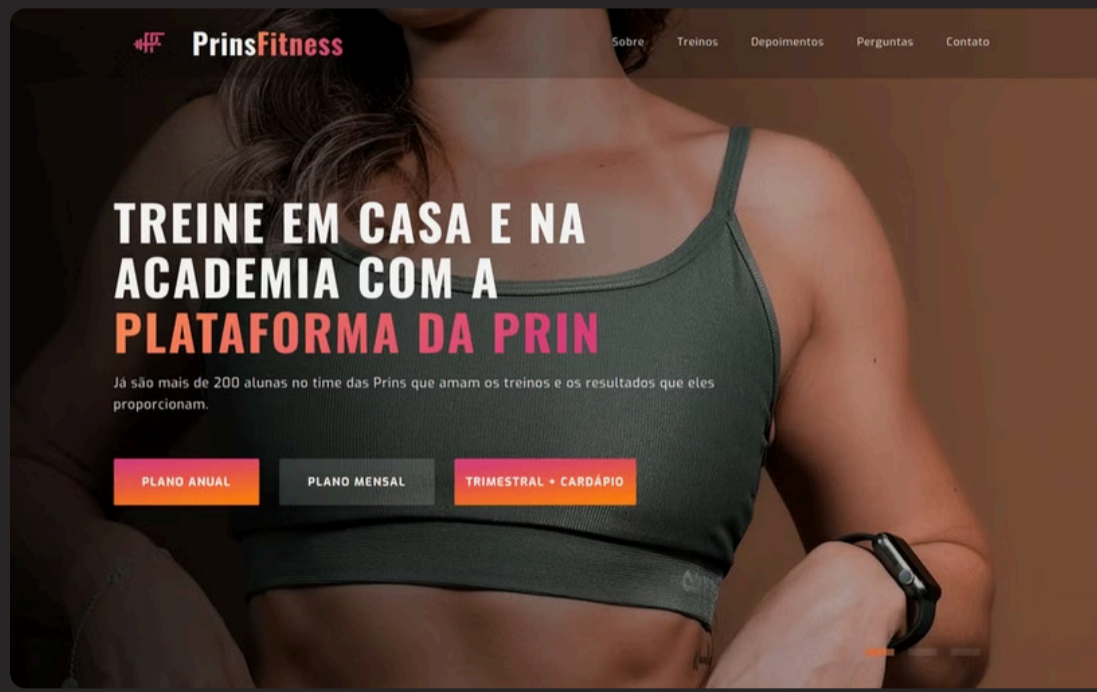 PrinsFitness
Sobre
Treinos
Depoimentos
Perguntas
Contato
TREINE EM CASA E NA
ACADEMIA COM A
PLATAFORMA DA PRIN
Já são mais de 200 alunas no time das Prins que amam os treinos e os resultados que eles
proporcionam.
PLANO ANUAL
PLANO MENSAL
TRIMESTRAL + CARDÁPIO